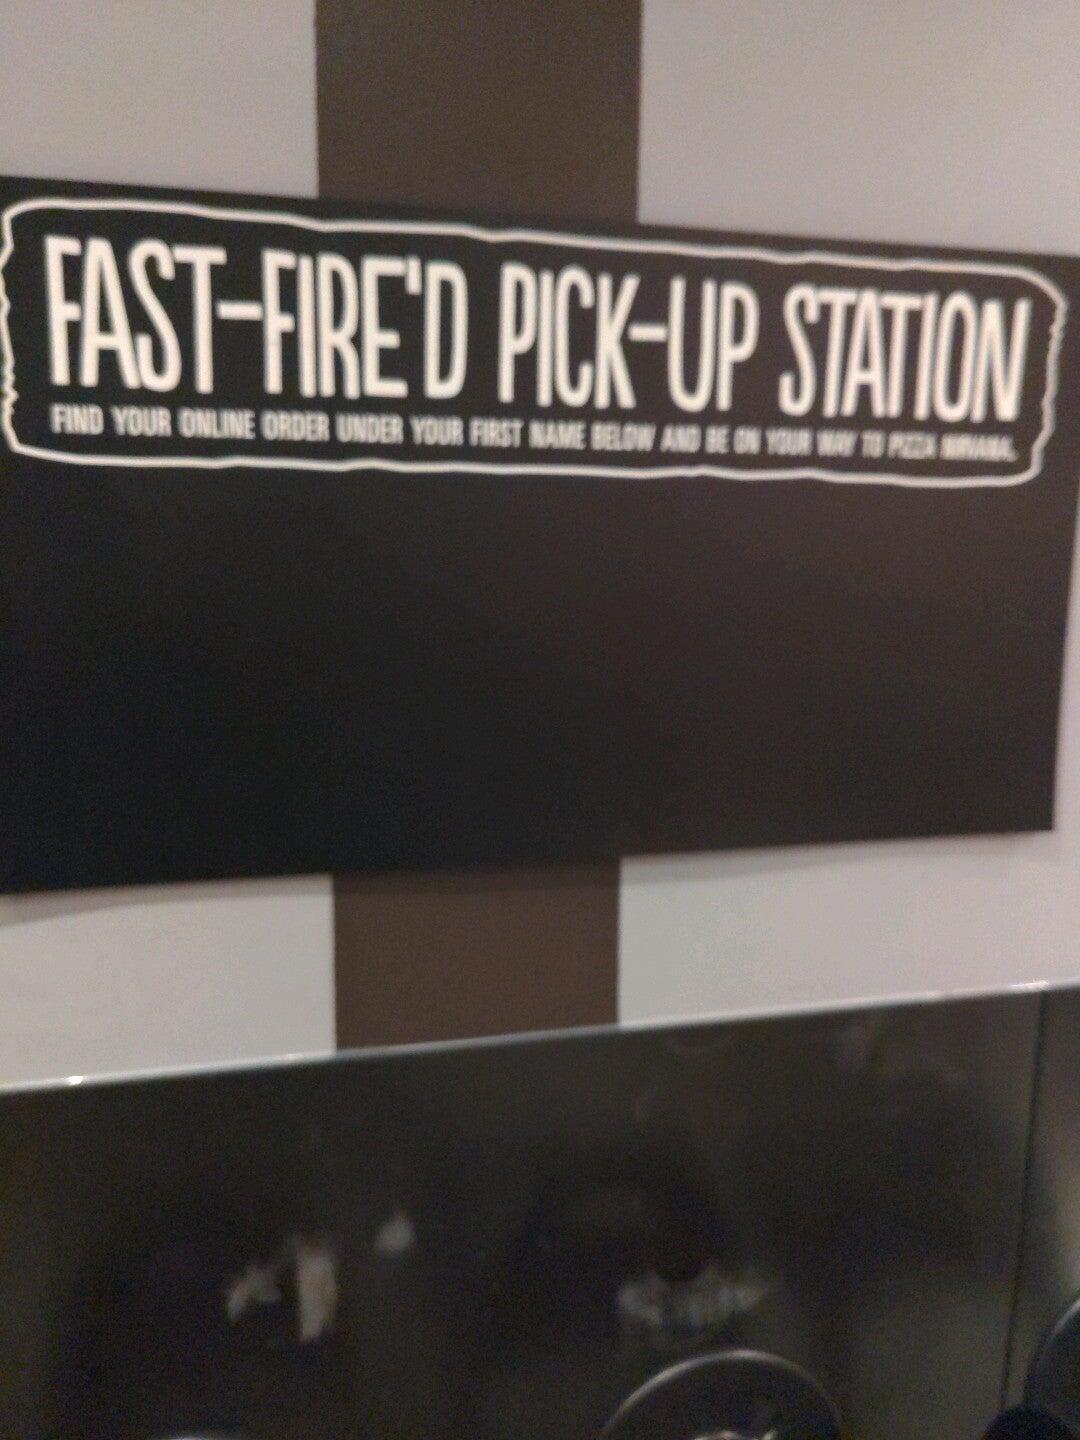 FAST-FIRE'D PICK-UP STATION
FIND YOUR ONLINE ORDER UNDER YOUR FIRST NAME BELOW AND BE ON YOUR WAY TO PIZZA NIRVANA.